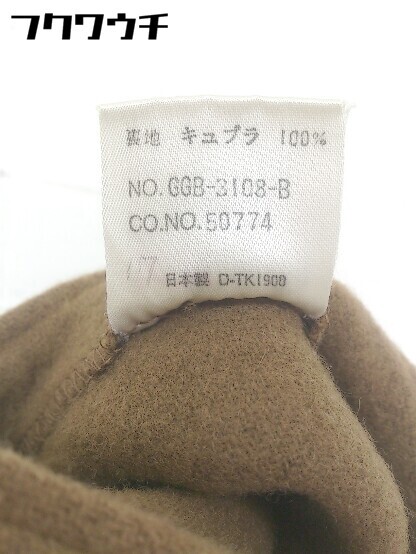 フクワウチ
裏地 キュプラ 100%
NO.GGB-3108-B
CO.NO.50774
日本製 D-TK1908